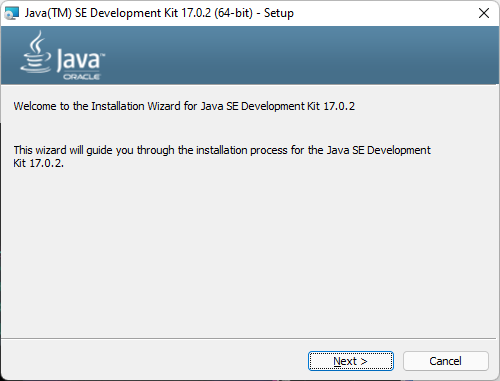 Java(TM) SE Development Kit 17.0.2 (64-bit) - Setup
Java™
ORACLE
Welcome to the Installation Wizard for Java SE Development Kit 17.0.2
This wizard will guide you through the installation process for the Java SE Development
Kit 17.0.2.
Next >
Cancel